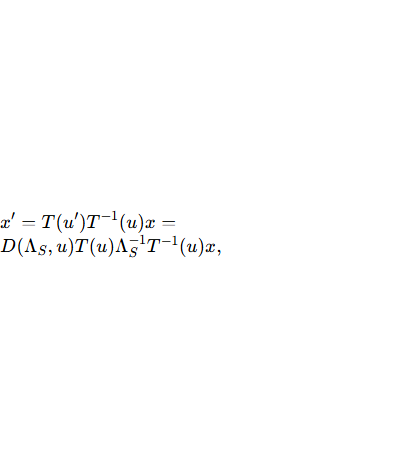 x′ = T(u′)T⁻¹(u)x =
D(Λ_S, u)T(u)Λ_S⁻¹T⁻¹(u)x,